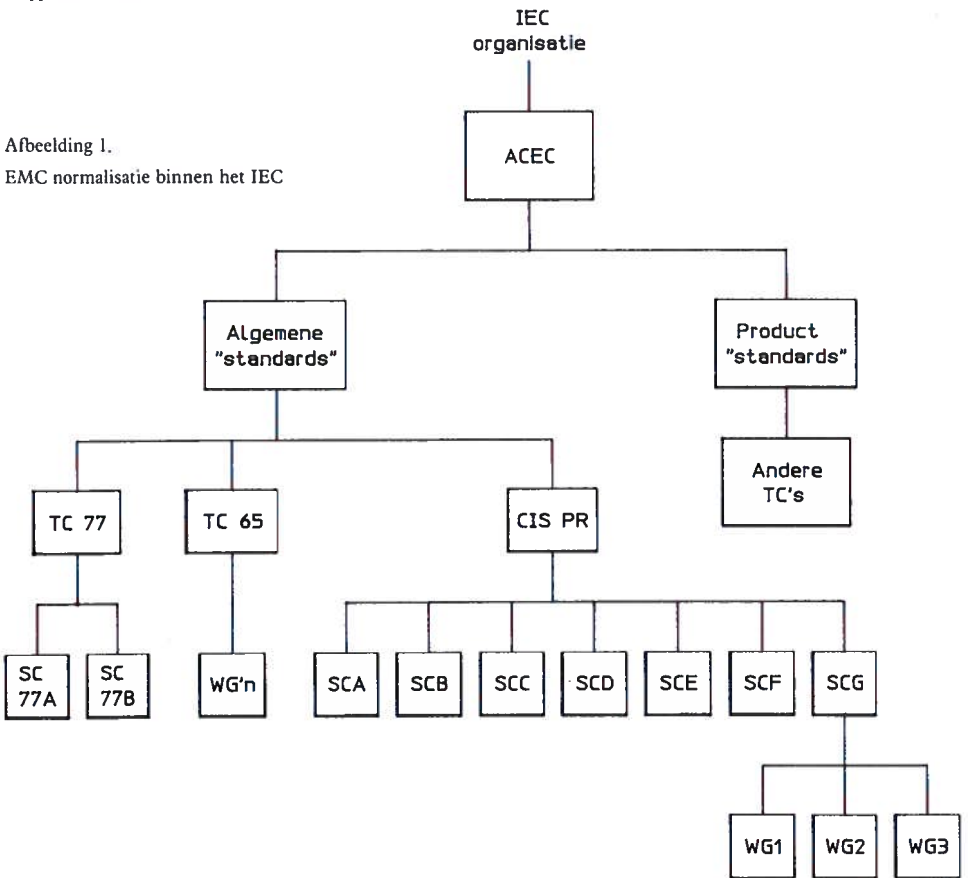 IEC
organisatie
Afbeelding 1.
EMC normalisatie binnen het IEC
ACEC
Algemene
"standards"
Product
"standards"
Andere
TC's
TC 77
TC 65
CIS PR
SC
77A
SC
77B
WG'n
SCA
SCB
SCC
SCD
SCE
SCF
SCG
WG1
WG2
WG3